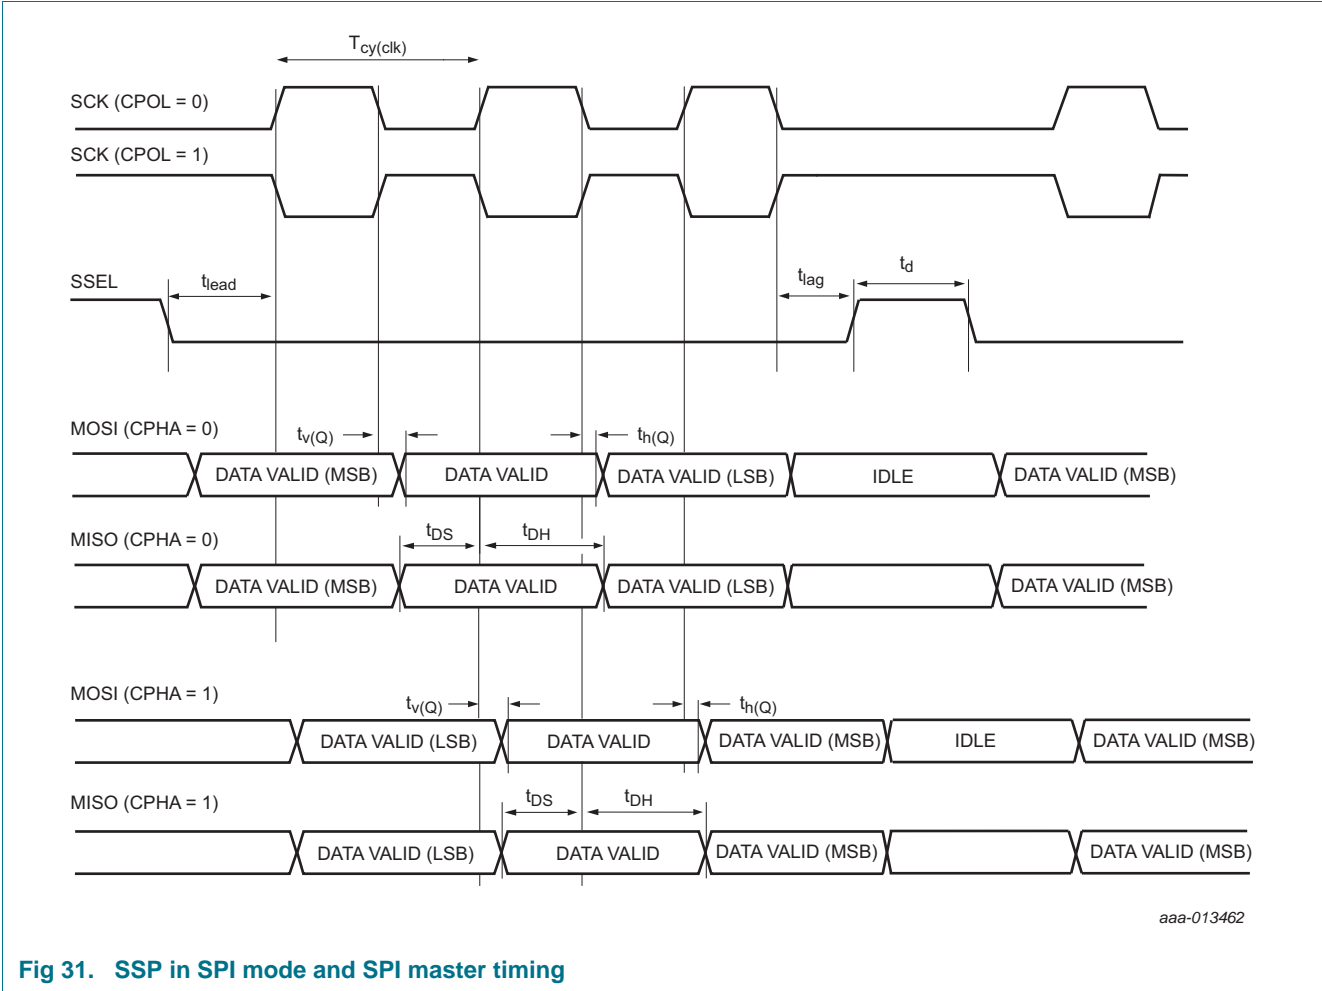 Tcy(clk)
SCK (CPOL = 0)
SCK (CPOL = 1)
SSEL
tlead
tlag
td
MOSI (CPHA = 0)
tv(Q)
th(Q)
DATA VALID (MSB)
DATA VALID
DATA VALID (LSB)
IDLE
DATA VALID (MSB)
MISO (CPHA = 0)
tDS
tDH
DATA VALID (MSB)
DATA VALID
DATA VALID (LSB)
DATA VALID (MSB)
MOSI (CPHA = 1)
tv(Q)
th(Q)
DATA VALID (LSB)
DATA VALID
DATA VALID (MSB)
IDLE
DATA VALID (MSB)
MISO (CPHA = 1)
tDS
tDH
DATA VALID (LSB)
DATA VALID
DATA VALID (MSB)
DATA VALID (MSB)
aaa-013462
Fig 31. SSP in SPI mode and SPI master timing